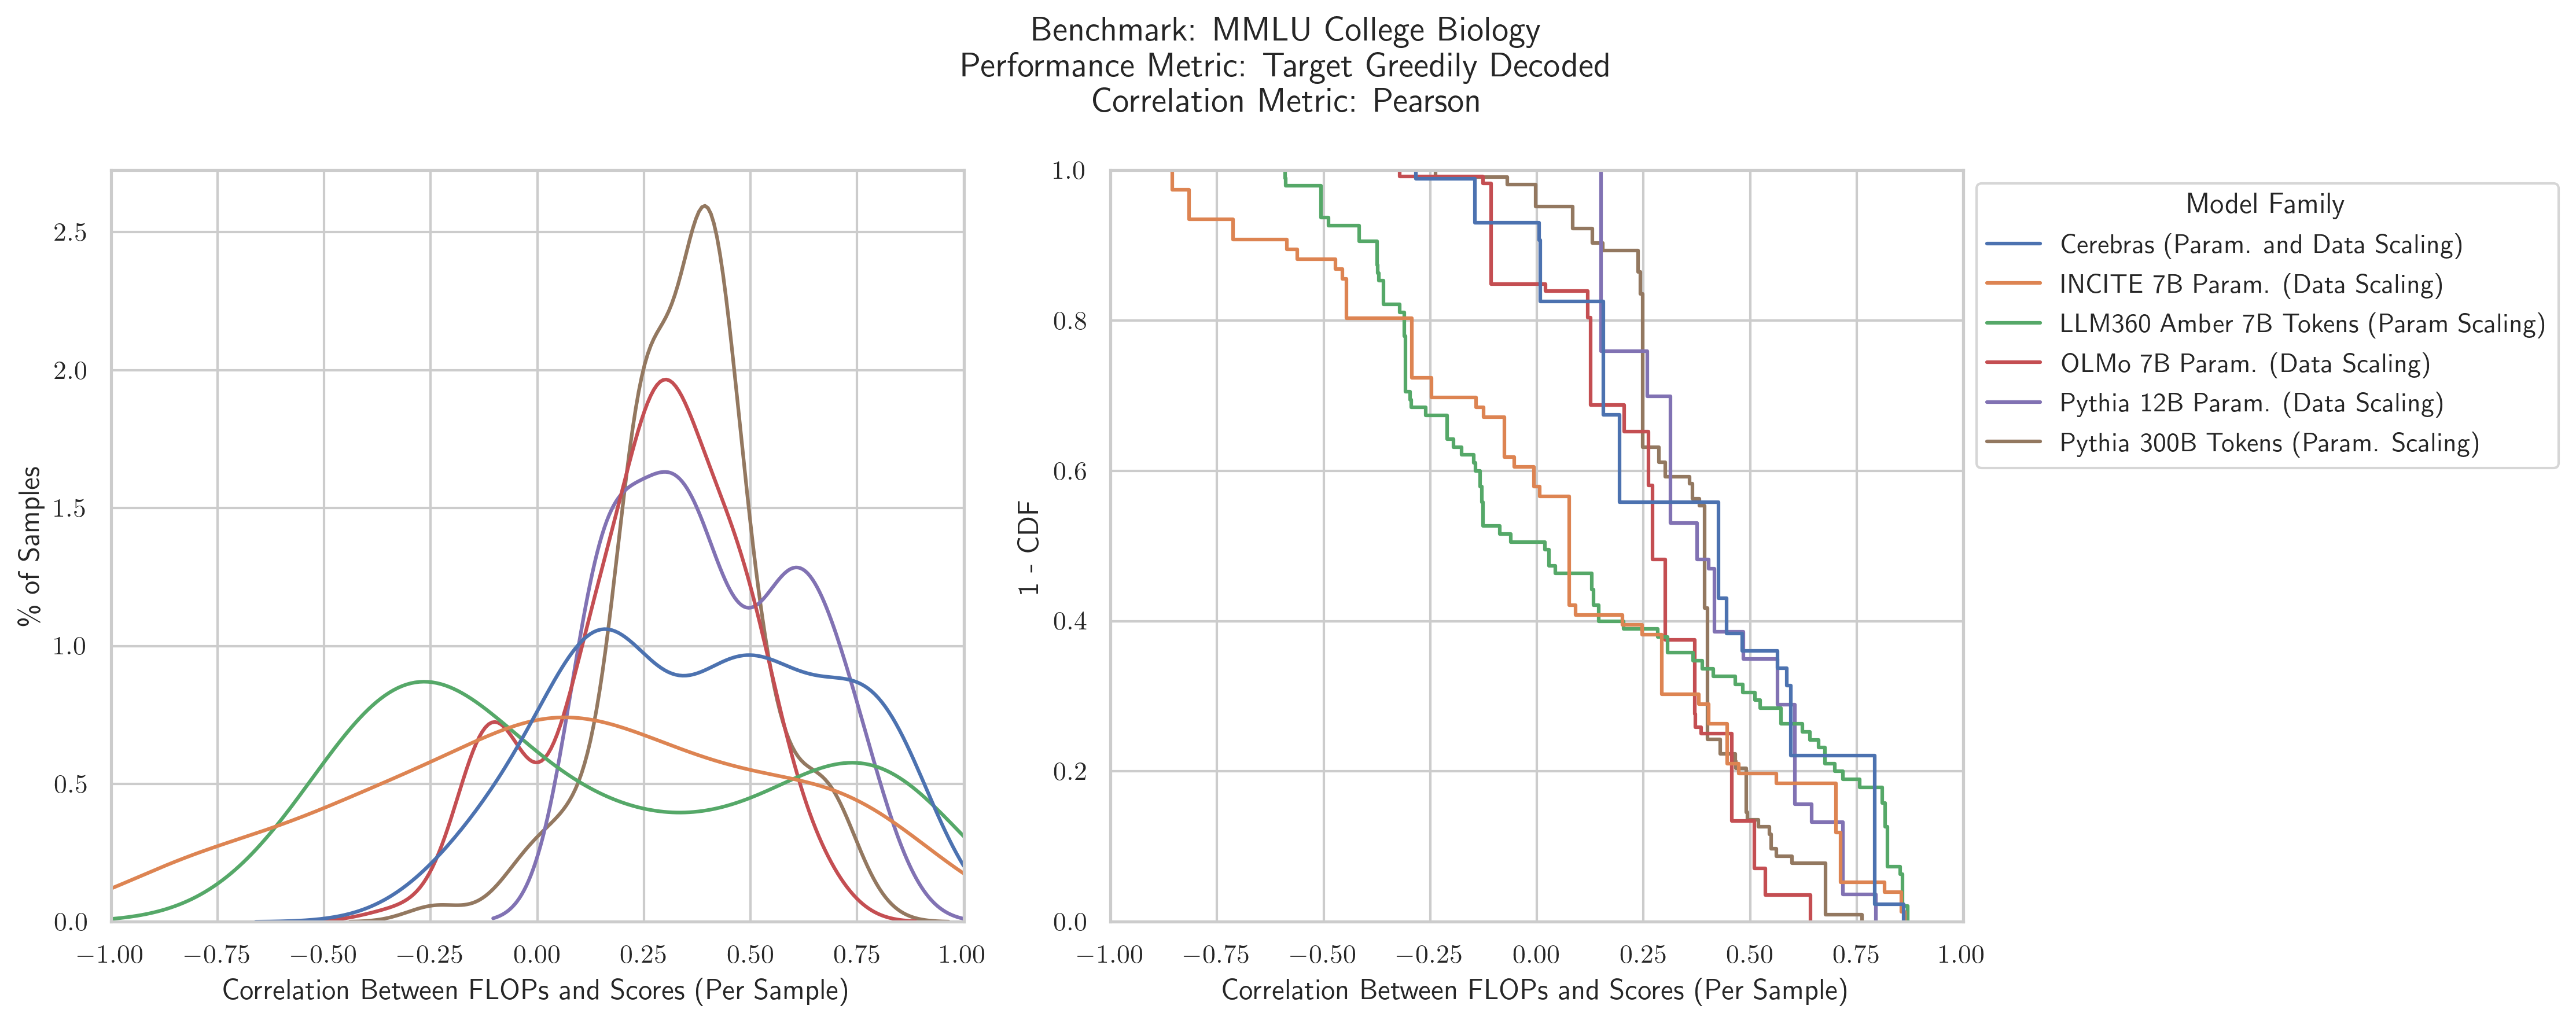 Benchmark: MMLU College Biology
Performance Metric: Target Greedily Decoded
Correlation Metric: Pearson
% of Samples
2.5
2.0
1.5
1.0
0.5
0.0
−1.00 −0.75 −0.50 −0.25 0.00 0.25 0.50 0.75 1.00
Correlation Between FLOPs and Scores (Per Sample)
1 - CDF
1.0
0.8
0.6
0.4
0.2
0.0
−1.00 −0.75 −0.50 −0.25 0.00 0.25 0.50 0.75 1.00
Correlation Between FLOPs and Scores (Per Sample)
Model Family
Cerebras (Param. and Data Scaling)
INCITE 7B Param. (Data Scaling)
LLM360 Amber 7B Tokens (Param Scaling)
OLMo 7B Param. (Data Scaling)
Pythia 12B Param. (Data Scaling)
Pythia 300B Tokens (Param. Scaling)